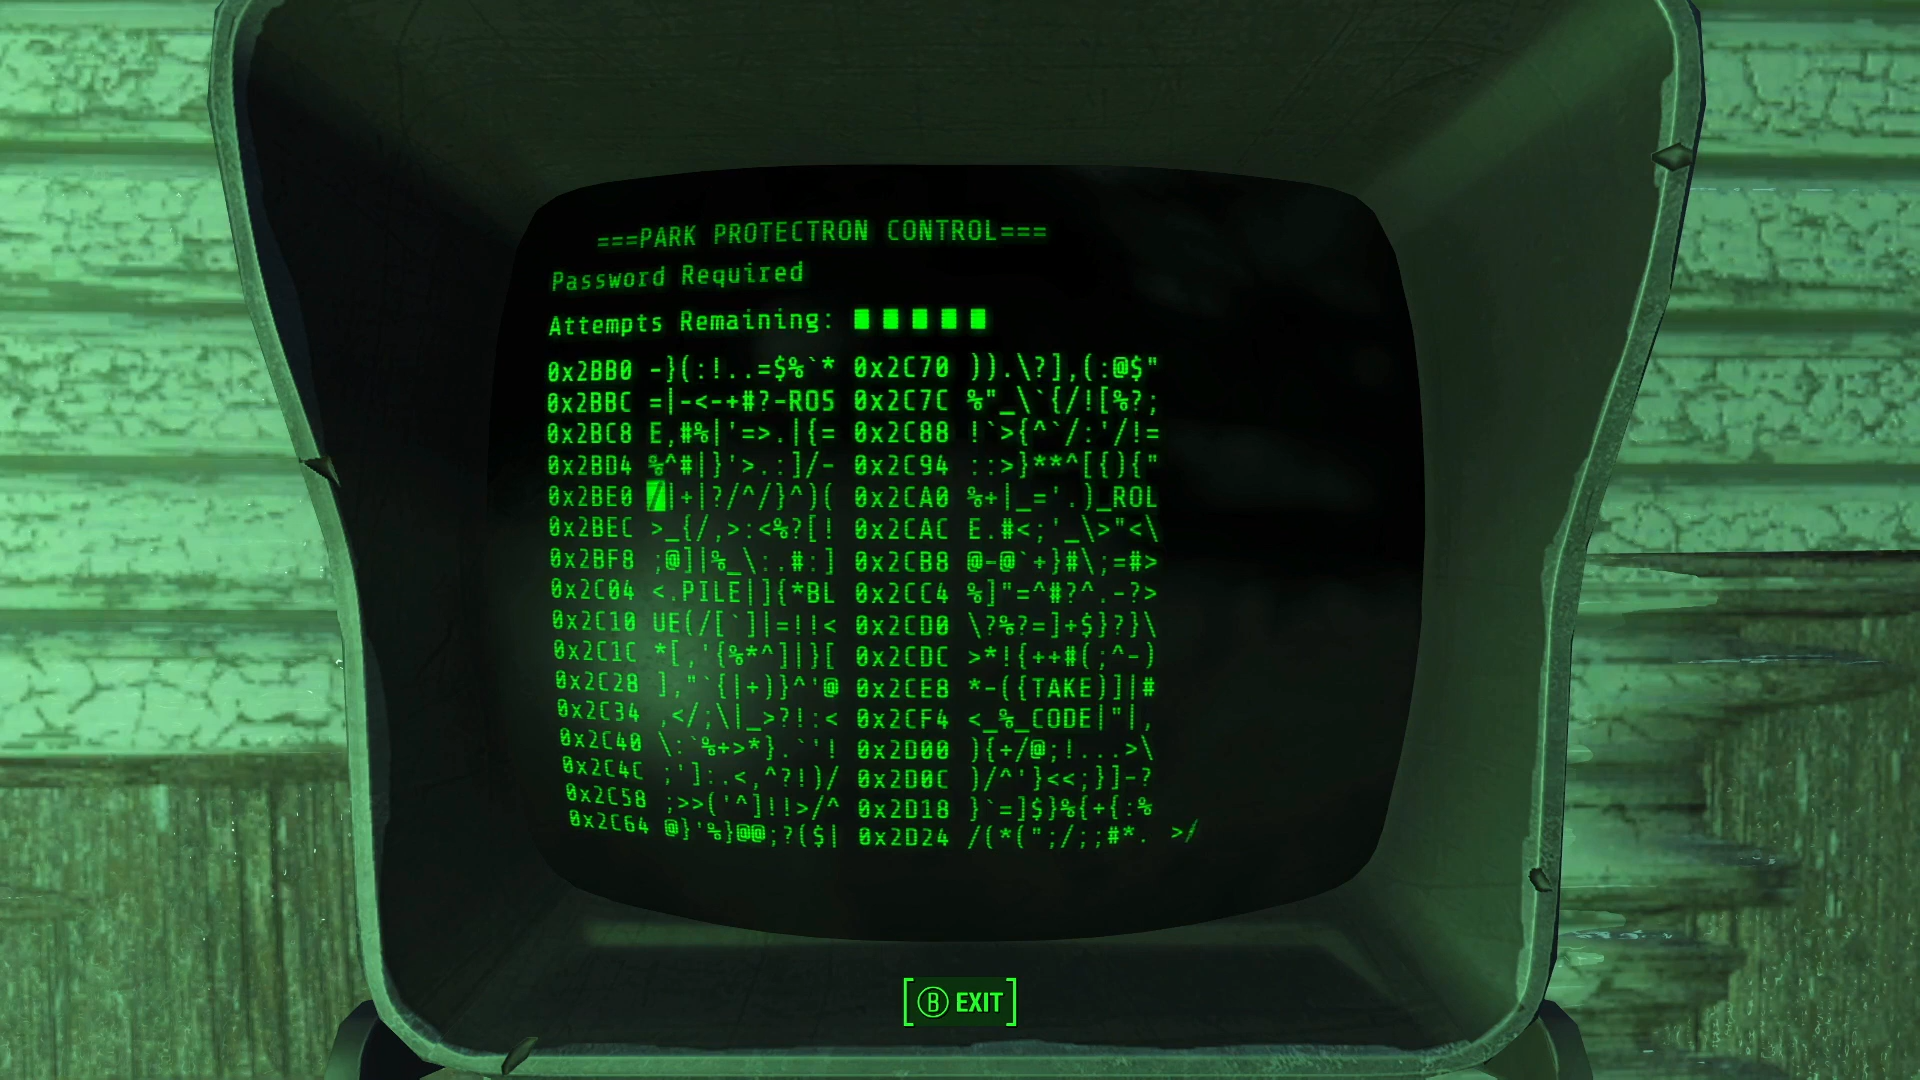 ===PARK PROTECTRON CONTROL===
Password Required
Attempts Remaining: ■ ■ ■ ■ ■
0x2BB0 -}(:!..=$%`* 0x2C70 )).\?],(:@$"
0x2BBC =|-<-+#?-ROS 0x2C7C %"_\`{/![%?;
0x2BC8 E,#%|'=>.|{= 0x2C88 !`>{^`/:'/!=
0x2BD4 %^#|}'>.:]/- 0x2C94 ::>}**^[{){"
0x2BE0 /|+|?/^/}^)( 0x2CA0 %+|_='.)_ROL
0x2BEC >_{/,>:<%?[! 0x2CAC E.#<;'_\>"<\
0x2BF8 ;@]|%_\:.#:] 0x2CB8 @-@`+}#\;=#>
0x2C04 <.PILE|]{*BL 0x2CC4 %]"=^#?^.-?>
0x2C10 UE(/[`]|=!!< 0x2CD0 \?%?=]+$}?}\
0x2C1C *[,'{%*^]|}[ 0x2CDC >*!{++#(;^-)
0x2C28 ],"`{|+)}^'@ 0x2CE8 *-({TAKE)]|#
0x2C34 ,</;\|_>?!:< 0x2CF4 <_%_CODE|"|,
0x2C40 \:`%+>*}.`'! 0x2D00 ){+/@;!...>\
0x2C4C ;']:.<,^?!)/ 0x2D0C )/^'}<<;}]-?
0x2C58 ;>>('^]!!>/^ 0x2D18 }`=]$}%{+{:%
0x2C64 @}'%}@@;?($| 0x2D24 /(*(";/;;#*. >/
[Ⓑ EXIT]